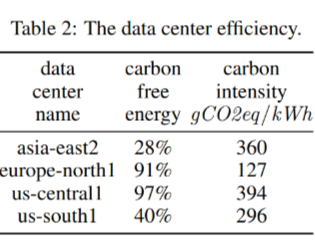 Table 2: The data center efficiency.
data carbon carbon
center free intensity
name energy gCO2eq/kWh
asia-east2 28% 360
europe-north1 91% 127
us-central1 97% 394
us-south1 40% 296